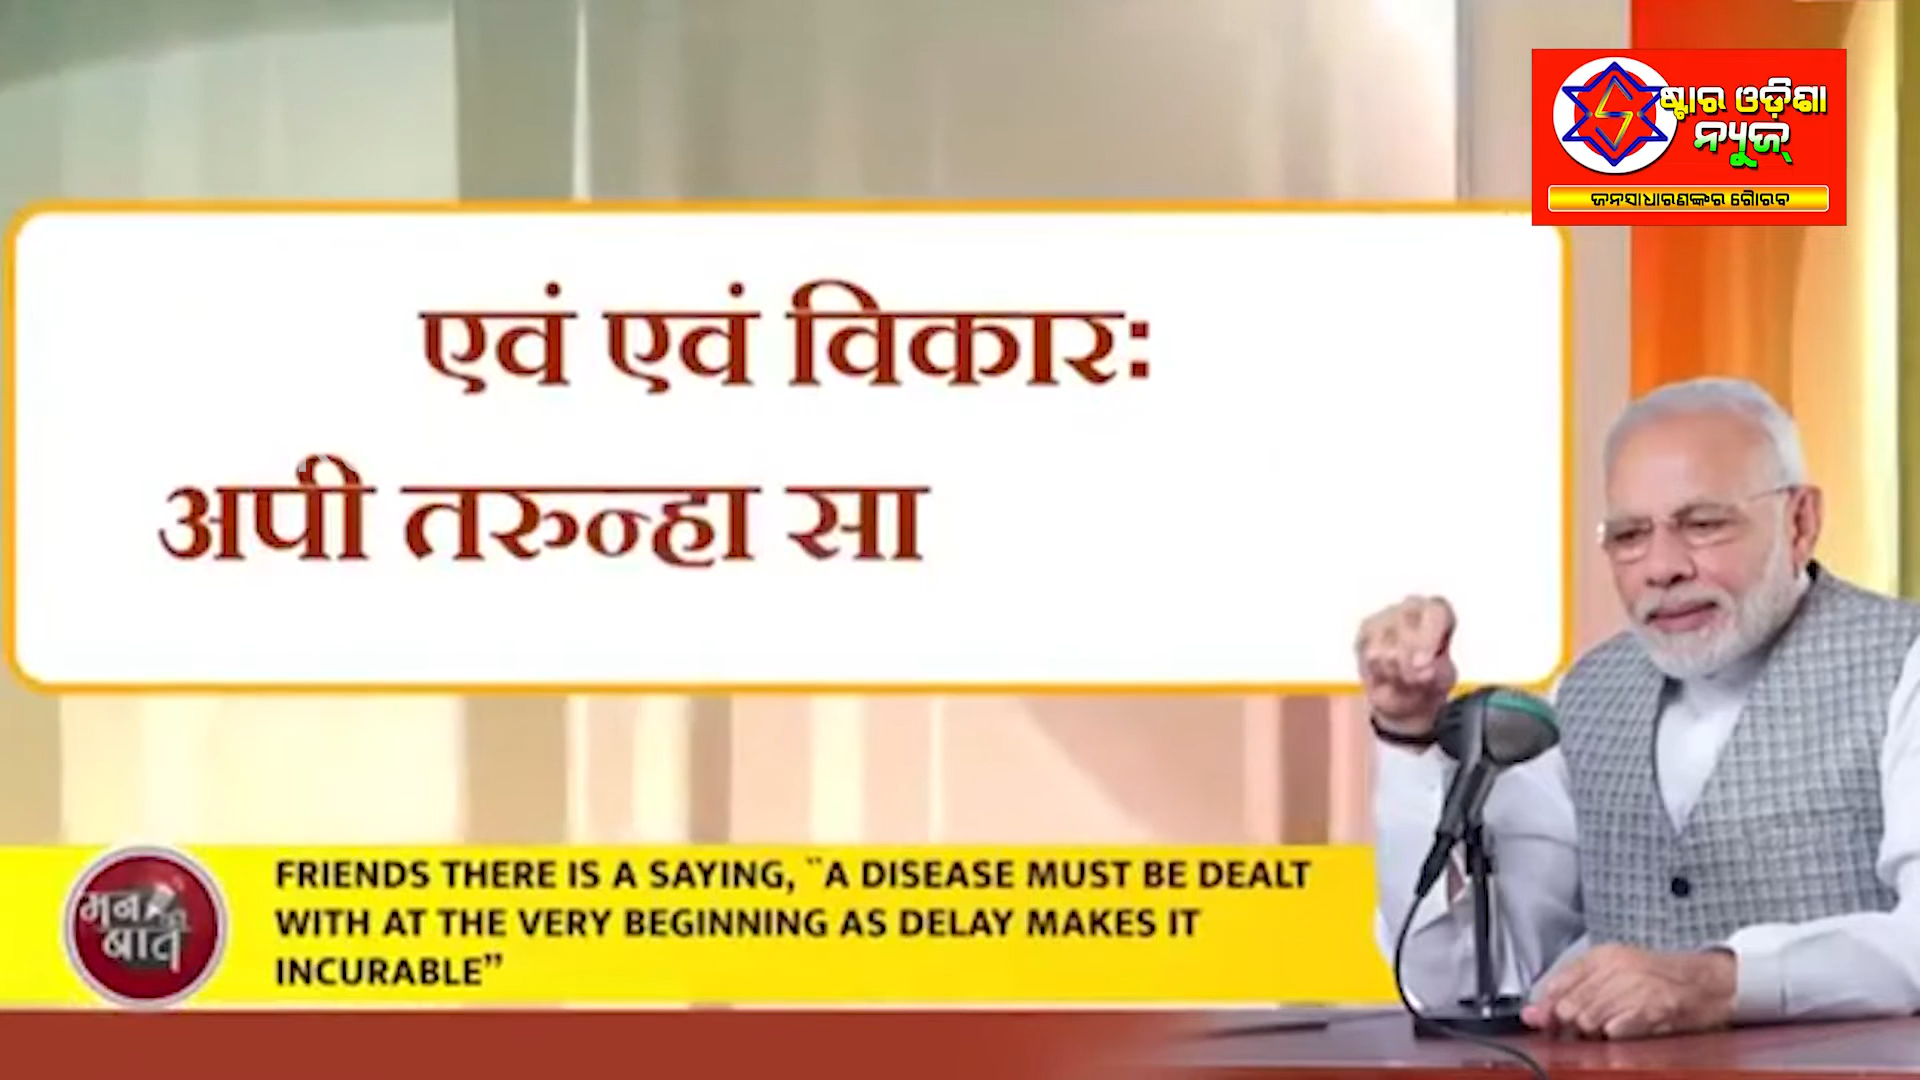 ଷ୍ଟାର ଓଡ଼ିଶା
ନ୍ୟୁଜ୍
ଜନସାଧାରଣଙ୍କର ଗୌରବ
एवं एवं विकार:
अपी तरुन्हा सा
मन की
बात
FRIENDS THERE IS A SAYING, ``A DISEASE MUST BE DEALT
WITH AT THE VERY BEGINNING AS DELAY MAKES IT
INCURABLE”